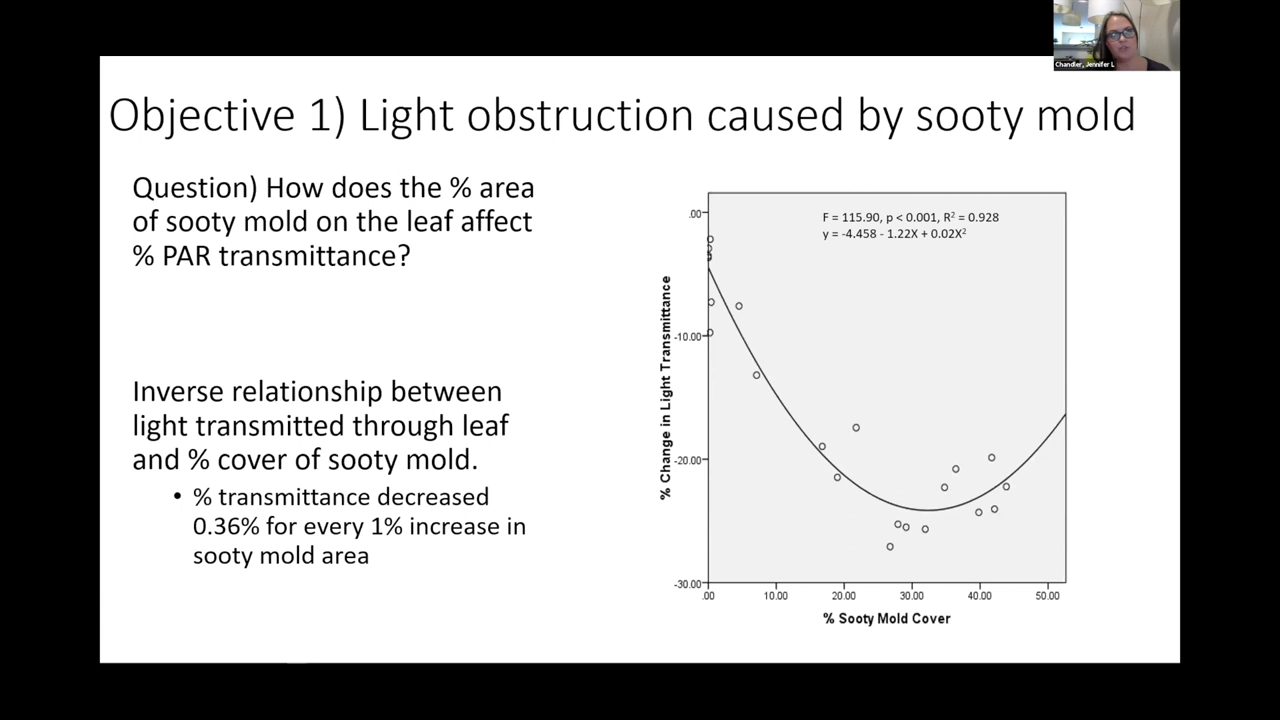 Chandler, Jennifer L
Objective 1) Light obstruction caused by sooty mold
Question) How does the % area
of sooty mold on the leaf affect
% PAR transmittance?
Inverse relationship between
light transmitted through leaf
and % cover of sooty mold.
• % transmittance decreased
0.36% for every 1% increase in
sooty mold area
F = 115.90, p < 0.001, R² = 0.928
y = -4.458 - 1.22X + 0.02X²
% Change in Light Transmittance
.00
-10.00
-20.00
-30.00
.00 10.00 20.00 30.00 40.00 50.00
% Sooty Mold Cover